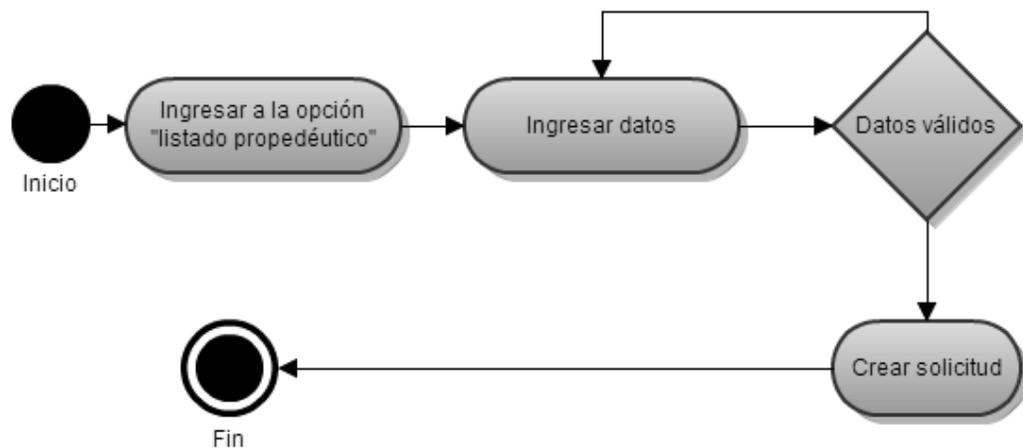 Inicio
Ingresar a la opción
"listado propedéutico"
Ingresar datos
Datos válidos
Crear solicitud
Fin